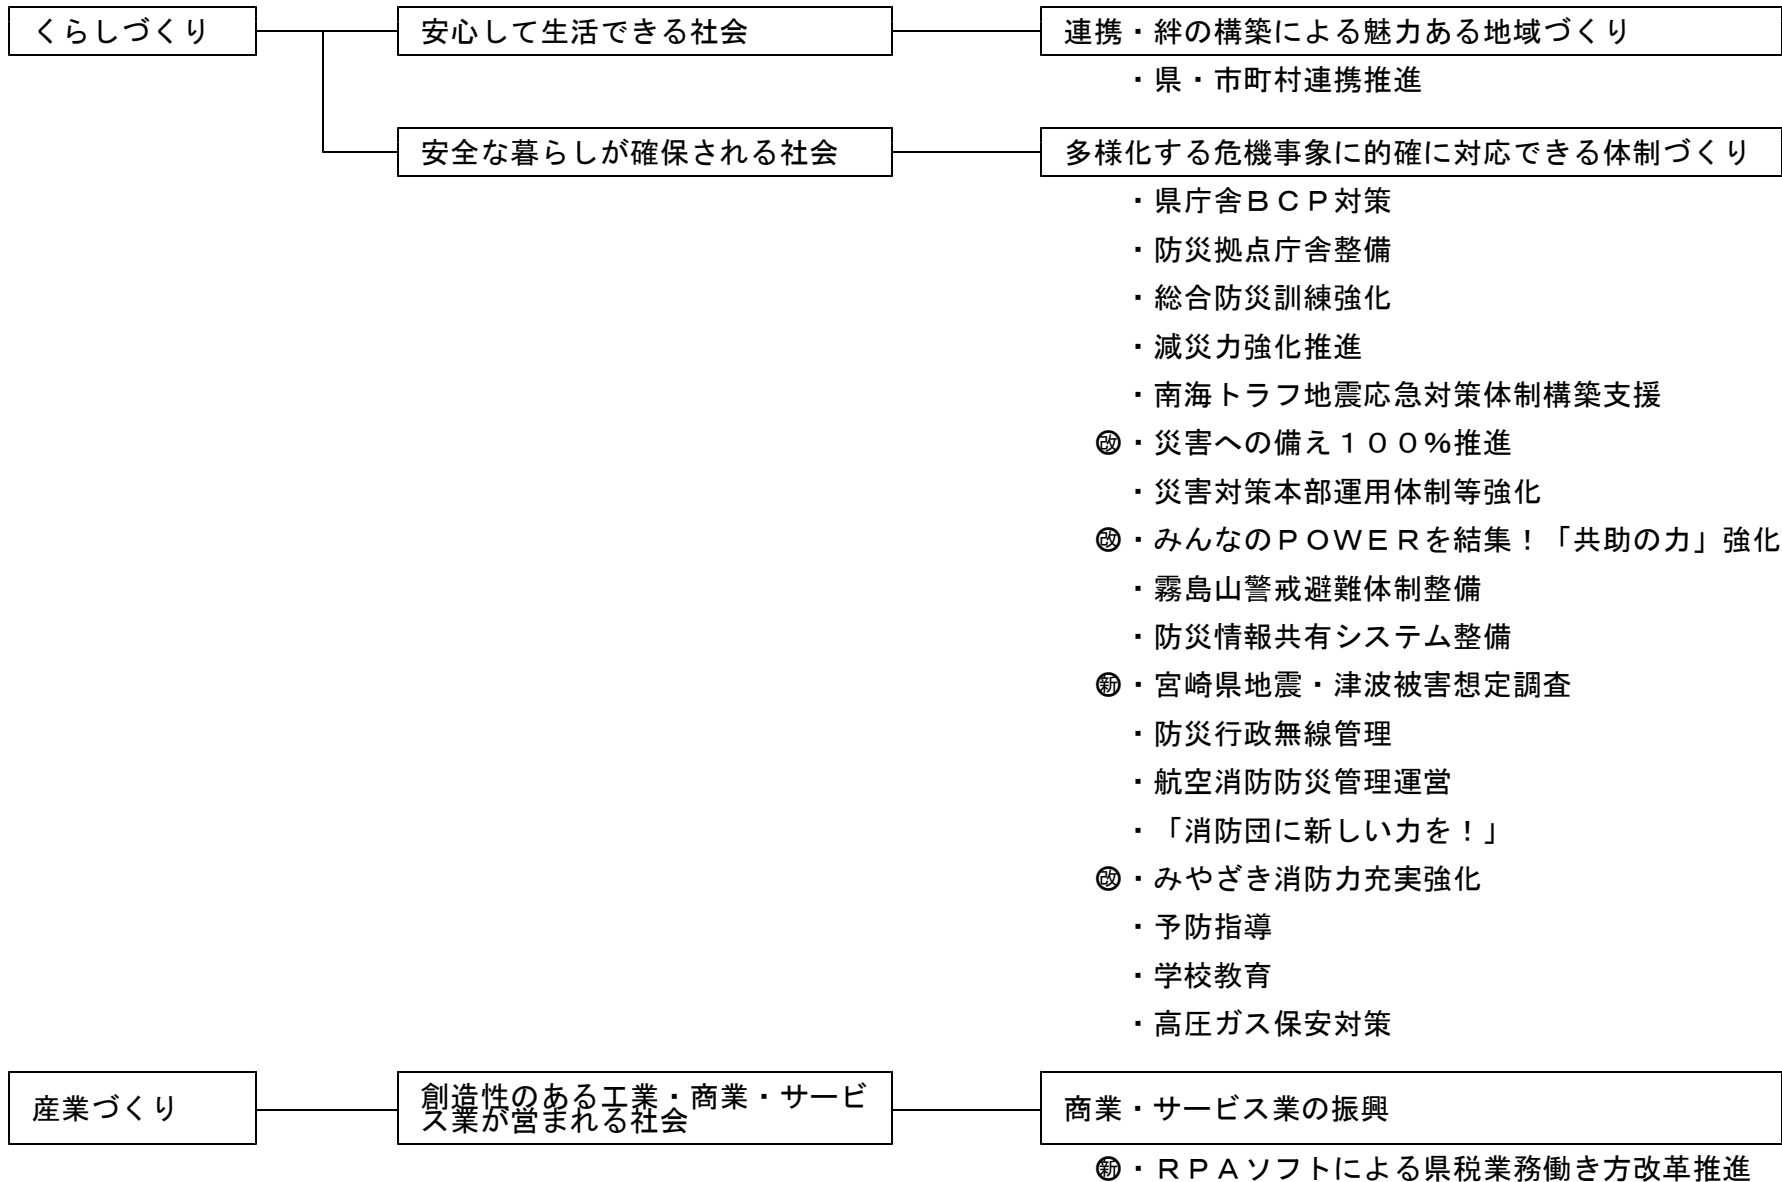 くらしづくり
安心して生活できる社会
連携・絆の構築による魅力ある地域づくり
・県・市町村連携推進
安全な暮らしが確保される社会
多様化する危機事象に的確に対応できる体制づくり
・県庁舎ＢＣＰ対策
・防災拠点庁舎整備
・総合防災訓練強化
・減災力強化推進
・南海トラフ地震応急対策体制構築支援
㊢・災害への備え１００％推進
・災害対策本部運用体制等強化
改・みんなのＰＯＷＥＲを結集！「共助の力」強化
・霧島山警戒避難体制整備
・防災情報共有システム整備
新・宮崎県地震・津波被害想定調査
・防災行政無線管理
・航空消防防災管理運営
・「消防団に新しい力を！」
改・みやざき消防力充実強化
・予防指導
・学校教育
・高圧ガス保安対策
産業づくり
創造性のある工業・商業・サービ
ス業が営まれる社会
商業・サービス業の振興
新・ＲＰＡソフトによる県税業務働き方改革推進